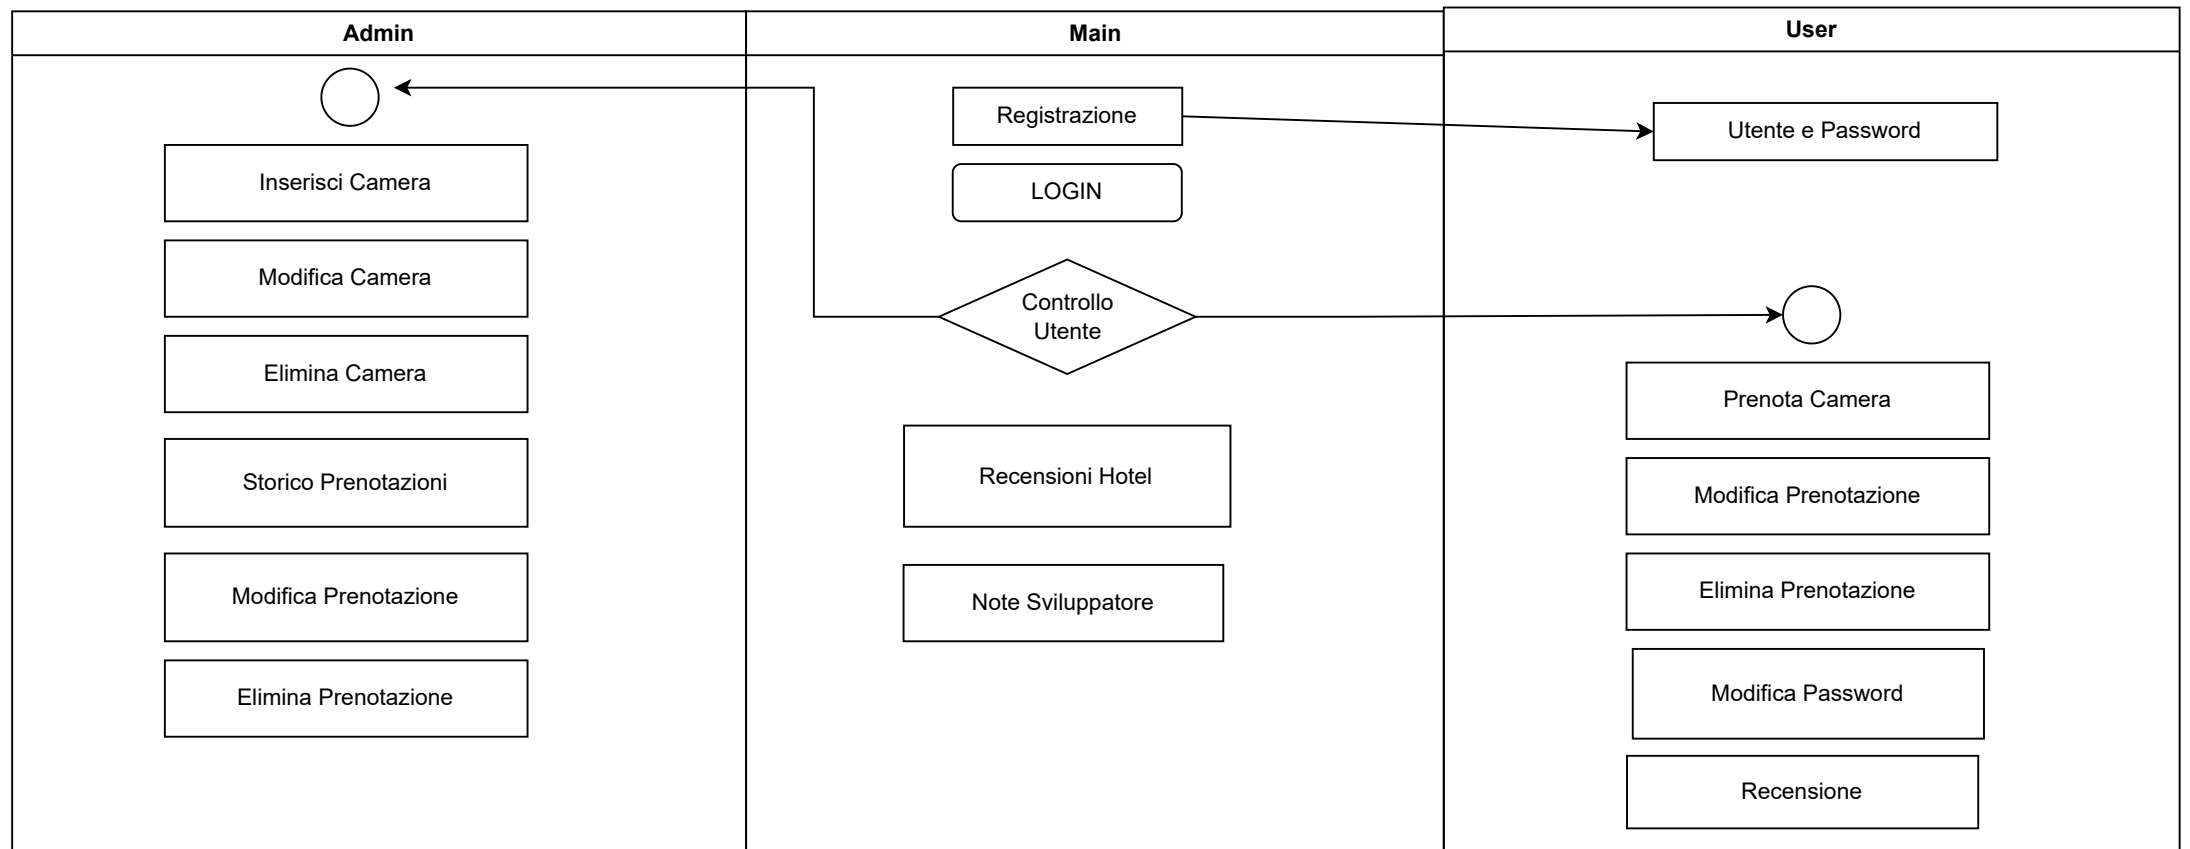 Admin
Main
User
Inserisci Camera
Modifica Camera
Elimina Camera
Storico Prenotazioni
Modifica Prenotazione
Elimina Prenotazione
Registrazione
LOGIN
Controllo
Utente
Recensioni Hotel
Note Sviluppatore
Utente e Password
Prenota Camera
Modifica Prenotazione
Elimina Prenotazione
Modifica Password
Recensione